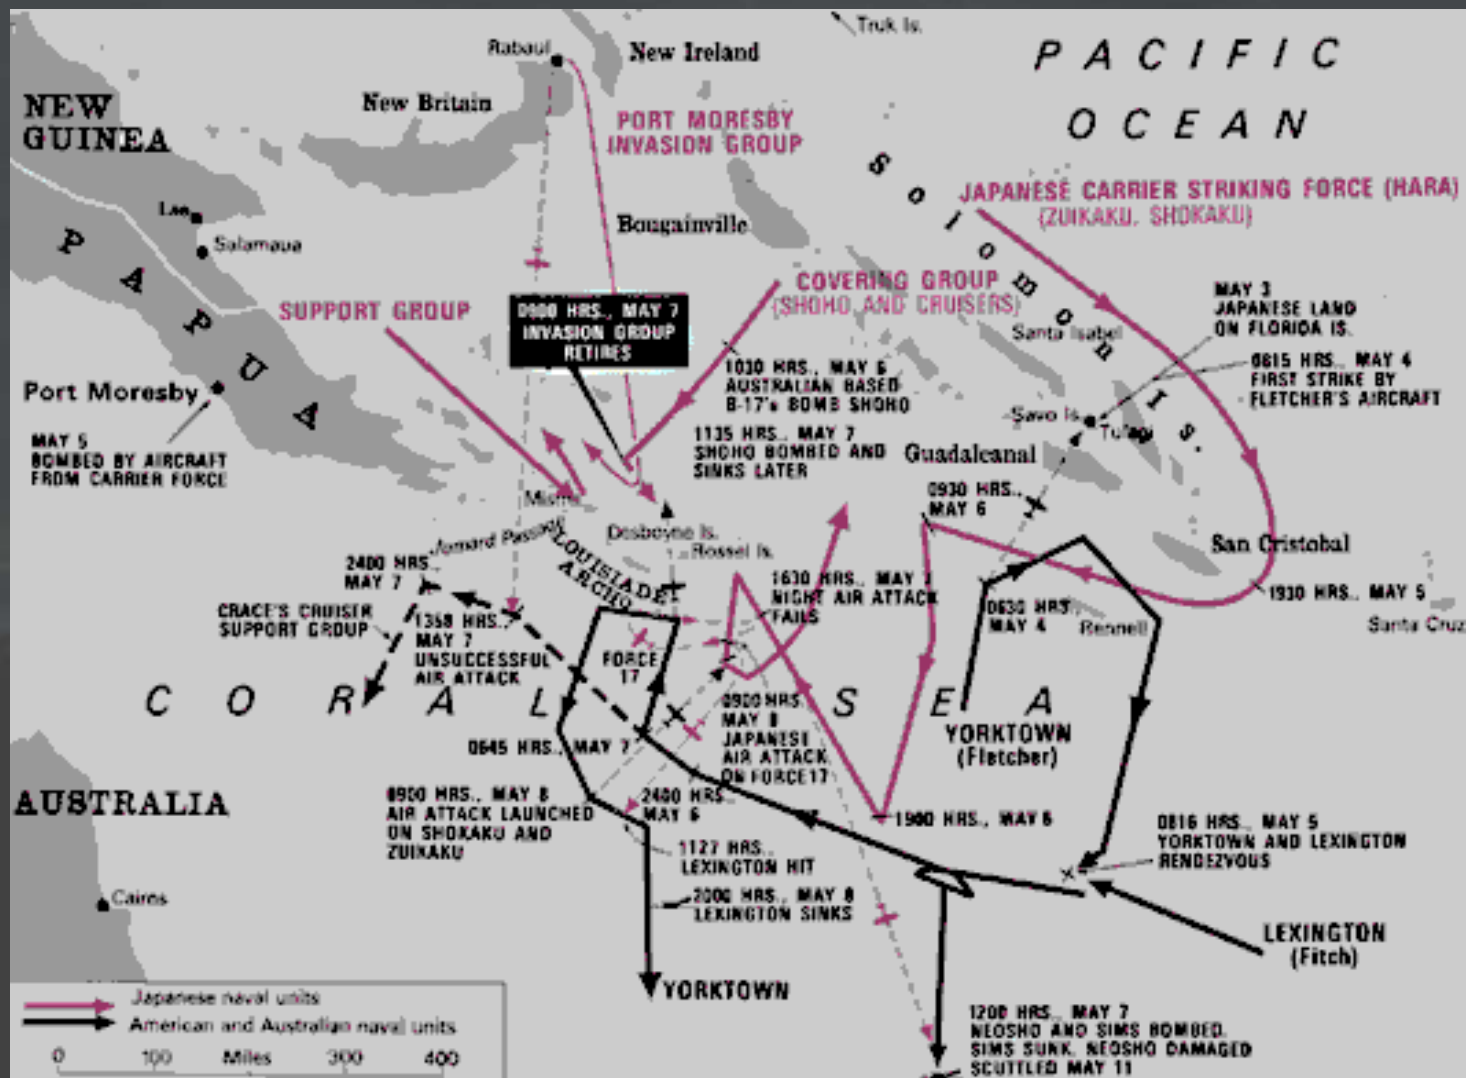 Truk Is.
PACIFIC
OCEAN
Rabaul
New Ireland
NEW
GUINEA
New Britain
PORT MORESBY
INVASION GROUP
Solomon Is.
JAPANESE CARRIER STRIKING FORCE (HARA)
(ZUIKAKU, SHOKAKU)
Lae
Salamaua
PAPUA
Bougainville
SUPPORT GROUP
0900 HRS., MAY 7
INVASION GROUP
RETIRES
COVERING GROUP
(SHOHO AND CRUISERS)
MAY 3
JAPANESE LAND
ON FLORIDA IS.
Santa Isabel
1030 HRS., MAY 6
AUSTRALIAN BASED
B-17's BOMB SHOHO
0815 HRS., MAY 4
FIRST STRIKE BY
FLETCHER'S AIRCRAFT
Port Moresby
Savo Is.
Tulagi
MAY 5
BOMBED BY AIRCRAFT
FROM CARRIER FORCE
1135 HRS., MAY 7
SHOHO BOMBED AND
SINKS LATER
Guadalcanal
0930 HRS.,
MAY 6
Jomard Passage
LOUISIADE
ARCHO
Rossel Is.
San Cristobal
2400 HRS.
MAY 7
1630 HRS., MAY 7
NIGHT AIR ATTACK
FAILS
1930 HRS., MAY 5
CRACE'S CRUISER
SUPPORT GROUP
1358 HRS.,
MAY 7
UNSUCCESSFUL
AIR ATTACK
0630 HRS.,
MAY 4
Rennell
Santa Cruz
FORCE
17
CORAL SEA
0900 HRS.
MAY 8
JAPANESE
AIR ATTACK
ON FORCE 17
YORKTOWN
(Fletcher)
0645 HRS., MAY 7
AUSTRALIA
0900 HRS., MAY 8
AIR ATTACK LAUNCHED
ON SHOKAKU AND
ZUIKAKU
2400 HRS.
MAY 6
1900 HRS., MAY 6
0816 HRS., MAY 5
YORKTOWN AND LEXINGTON
RENDEZVOUS
1127 HRS.,
LEXINGTON HIT
Cairns
2000 HRS., MAY 8
LEXINGTON SINKS
LEXINGTON
(Fitch)
YORKTOWN
Japanese naval units
American and Australian naval units
0 100 Miles 300 400
1200 HRS., MAY 7
NEOSHO AND SIMS BOMBED.
SIMS SUNK. NEOSHO DAMAGED
SCUTTLED MAY 11